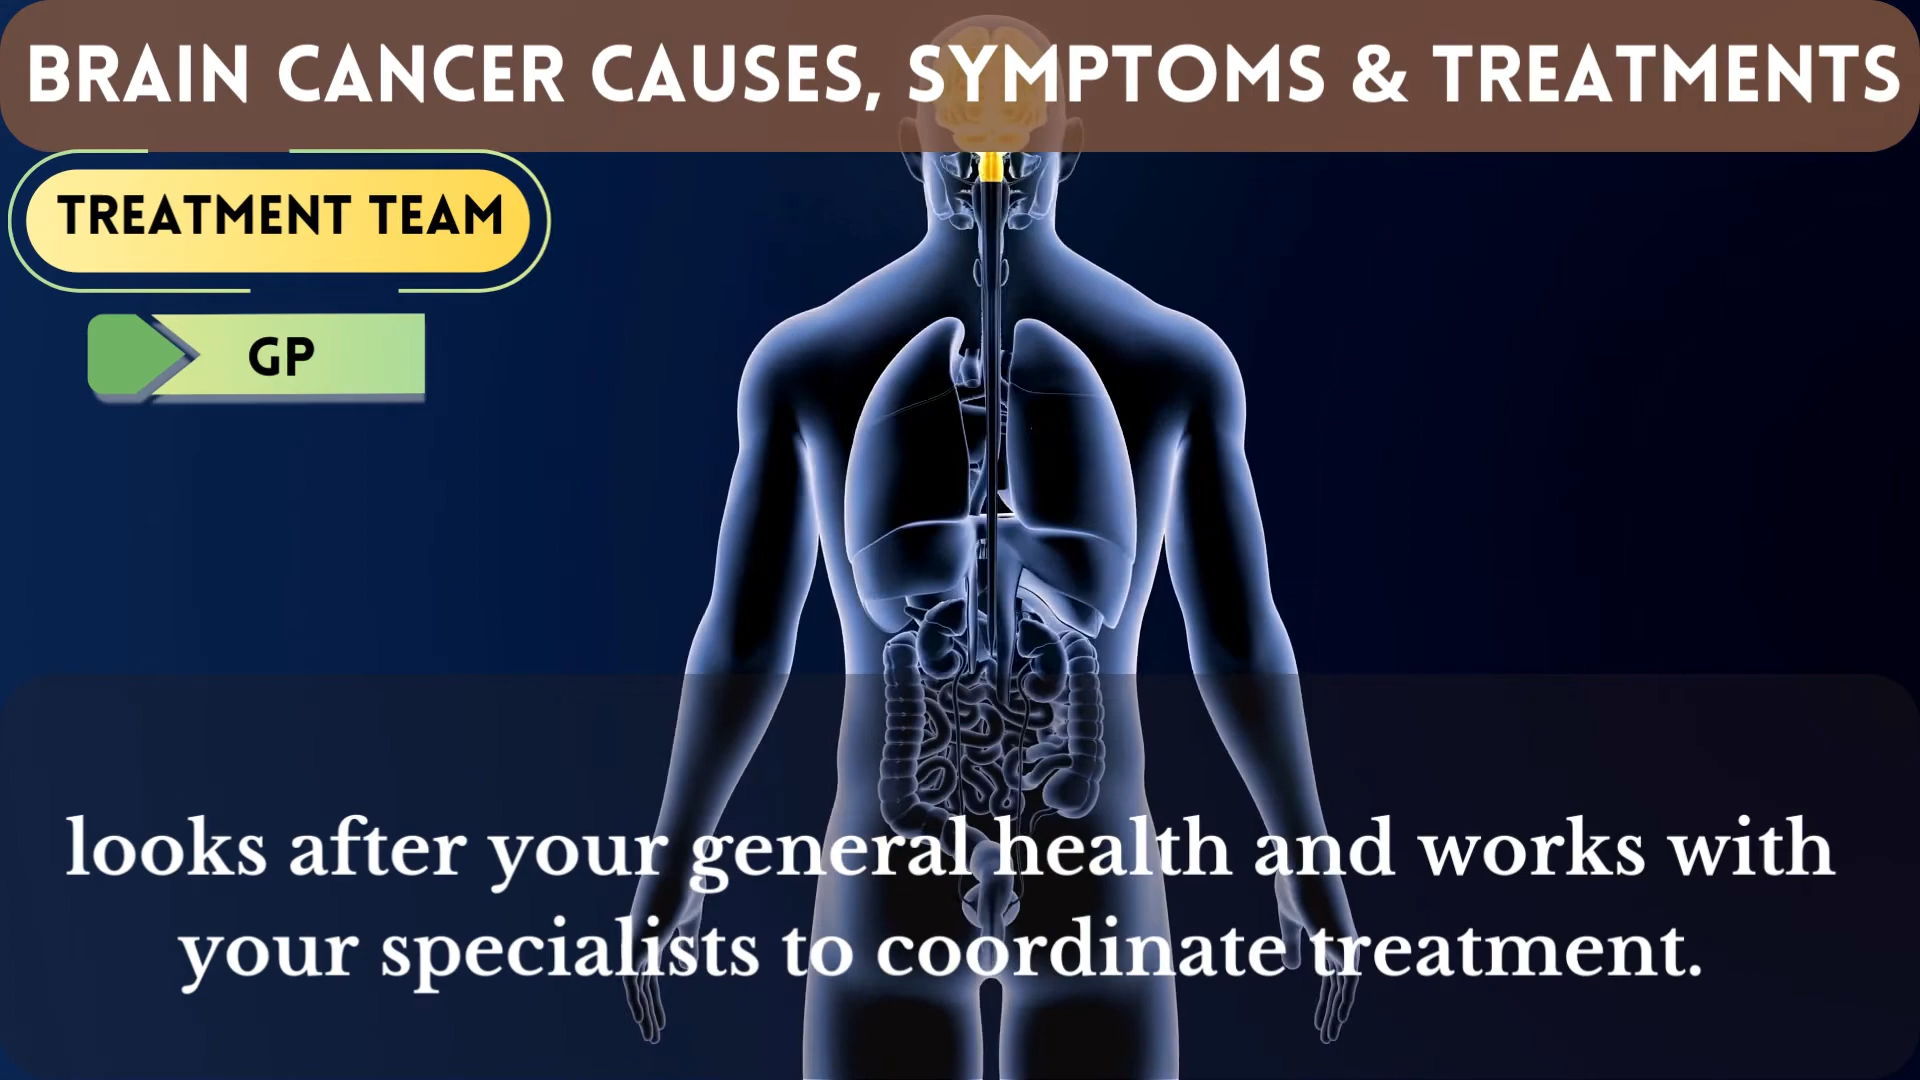 BRAIN CANCER CAUSES, SYMPTOMS & TREATMENTS
TREATMENT TEAM
GP
looks after your general health and works with
your specialists to coordinate treatment.